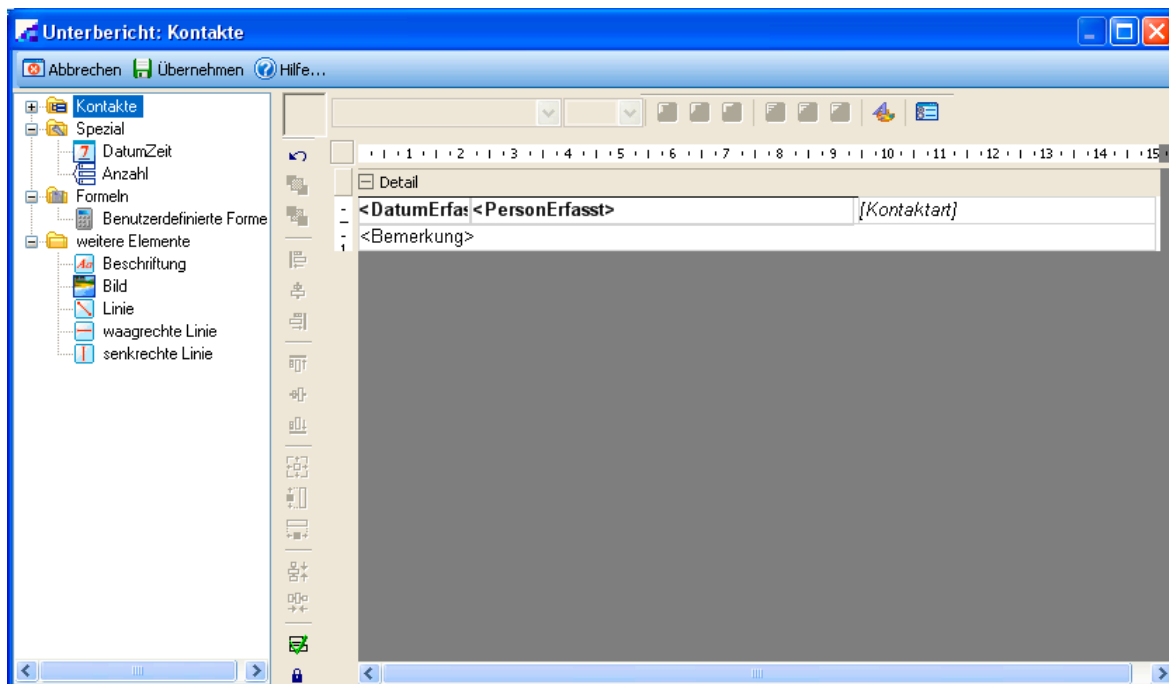 Unterbericht: Kontakte
Abbrechen Übernehmen Hilfe...
Kontakte
Spezial
DatumZeit
Anzahl
Formeln
Benutzerdefinierte Forme
weitere Elemente
Beschriftung
Bild
Linie
waagrechte Linie
senkrechte Linie
1 2 3 4 5 6 7 8 9 10 11 12 13 14 15
Detail
<DatumErfas <PersonErfasst> [Kontaktart]
<Bemerkung>
1